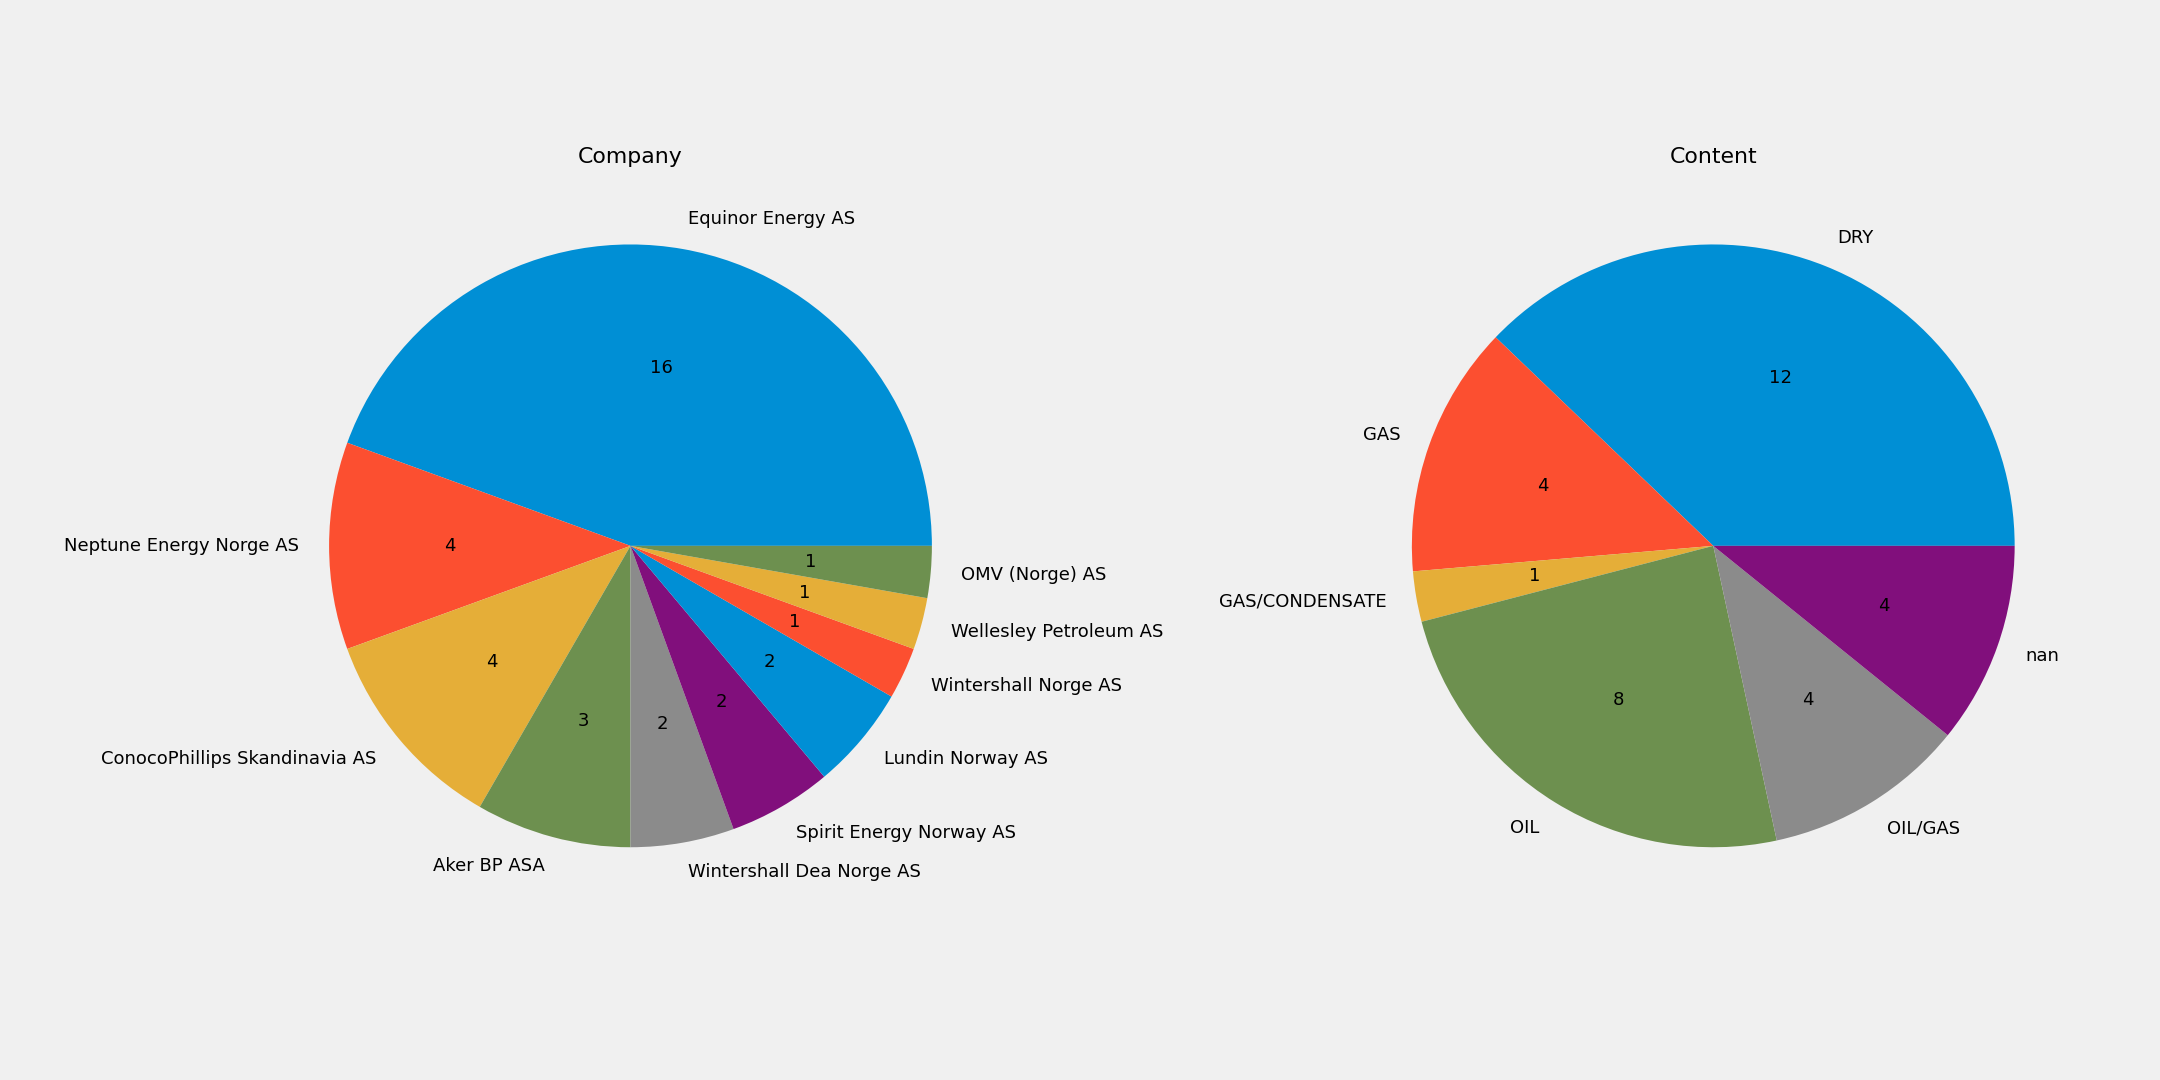 Company
Equinor Energy AS
16
Neptune Energy Norge AS
4
ConocoPhillips Skandinavia AS
4
Aker BP ASA
3
Wintershall Dea Norge AS
2
Spirit Energy Norway AS
2
Lundin Norway AS
2
Wintershall Norge AS
1
Wellesley Petroleum AS
1
OMV (Norge) AS
1
Content
DRY
12
GAS
4
GAS/CONDENSATE
1
OIL
8
OIL/GAS
4
nan
4